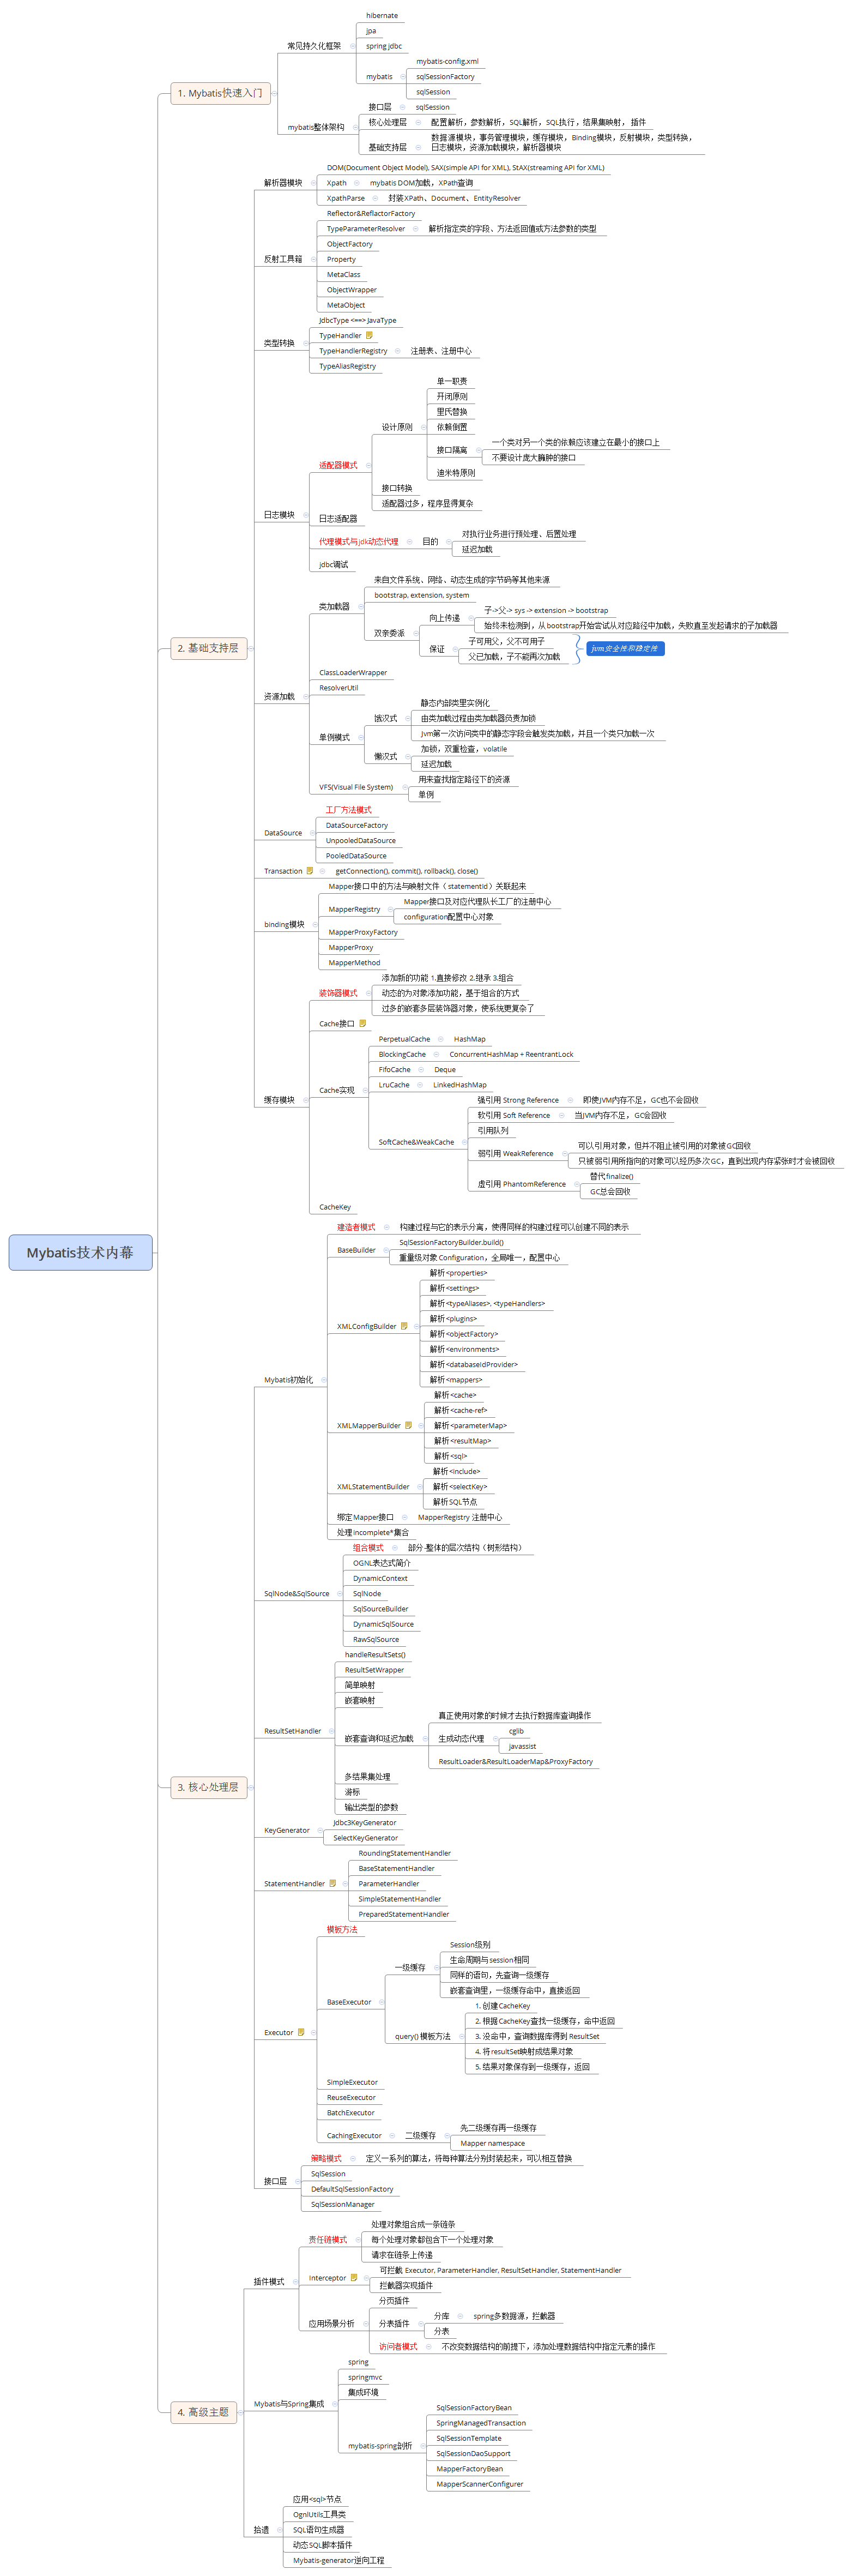 Mybatis技术内幕
1. Mybatis快速入门
常见持久化框架
hibernate
jpa
spring jdbc
mybatis
mybatis-config.xml
sqlSessionFactory
sqlSession
mybatis整体架构
接口层
sqlSession
核心处理层
配置解析，参数解析，SQL解析，SQL执行，结果集映射， 插件
基础支持层
数据源模块，事务管理模块，缓存模块，Binding模块，反射模块，类型转换，
日志模块，资源加载模块，解析器模块
2. 基础支持层
解析器模块
DOM(Document Object Model), SAX(simple API for XML), StAX(streaming API for XML)
Xpath
mybatis DOM加载，XPath查询
XpathParse
封装XPath、Document、EntityResolver
反射工具箱
Reflector&ReflactorFactory
TypeParameterResolver
解析指定类的字段、方法返回值或方法参数的类型
ObjectFactory
Property
MetaClass
ObjectWrapper
MetaObject
类型转换
JdbcType <==> JavaType
TypeHandler
TypeHandlerRegistry
注册表、注册中心
TypeAliasRegistry
日志模块
适配器模式
设计原则
单一职责
开闭原则
里氏替换
依赖倒置
接口隔离
一个类对另一个类的依赖应该建立在最小的接口上
不要设计庞大臃肿的接口
迪米特原则
接口转换
适配器过多，程序显得复杂
日志适配器
代理模式与jdk动态代理
目的
对执行业务进行预处理、后置处理
延迟加载
jdbc调试
资源加载
类加载器
来自文件系统、网络、动态生成的字节码等其他来源
bootstrap, extension, system
双亲委派
向上传递
子->父-> sys -> extension -> bootstrap
始终未检测到，从bootstrap开始尝试从对应路径中加载，失败直至发起请求的子加载器
保证
子可用父，父不可用子
父已加载，子不能再次加载
jvm安全性和稳定性
ClassLoaderWrapper
ResolverUtil
单例模式
饿汉式
静态内部类里实例化
由类加载过程由类加载器负责加锁
Jvm第一次访问类中的静态字段会触发类加载，并且一个类只加载一次
懒汉式
加锁，双重检查，volatile
延迟加载
VFS(Visual File System)
用来查找指定路径下的资源
单例
DataSource
工厂方法模式
DataSourceFactory
UnpooledDataSource
PooledDataSource
Transaction
getConnection(), commit(), rollback(), close()
binding模块
Mapper接口中的方法与映射文件（statementId）关联起来
MapperRegistry
Mapper接口及对应代理队长工厂的注册中心
configuration配置中心对象
MapperProxyFactory
MapperProxy
MapperMethod
缓存模块
装饰器模式
添加新的功能 1.直接修改 2.继承 3.组合
动态的为对象添加功能，基于组合的方式
过多的嵌套多层装饰器对象，使系统更复杂了
Cache接口
Cache实现
PerpetualCache
HashMap
BlockingCache
ConcurrentHashMap + ReentrantLock
FifoCache
Deque
LruCache
LinkedHashMap
SoftCache&WeakCache
强引用 Strong Reference
即使JVM内存不足，GC也不会回收
软引用 Soft Reference
当JVM内存不足，GC会回收
引用队列
弱引用 WeakReference
可以引用对象，但并不阻止被引用的对象被GC回收
只被弱引用所指向的对象可以经历多次GC，直到出现内存紧张时才会被回收
虚引用 PhantomReference
替代finalize()
GC总会回收
CacheKey
3. 核心处理层
Mybatis初始化
建造者模式
构建过程与它的表示分离，使得同样的构建过程可以创建不同的表示
BaseBuilder
SqlSessionFactoryBuilder.build()
重量级对象 Configuration，全局唯一，配置中心
XMLConfigBuilder
解析<properties>
解析<settings>
解析<typeAliases>, <typeHandlers>
解析<plugins>
解析<objectFactory>
解析<environments>
解析<databaseIdProvider>
解析<mappers>
XMLMapperBuilder
解析<cache>
解析<cache-ref>
解析<parameterMap>
解析<resultMap>
解析<sql>
XMLStatementBuilder
解析<include>
解析<selectKey>
解析SQL节点
绑定Mapper接口
MapperRegistry 注册中心
处理incomplete*集合
SqlNode&SqlSource
组合模式
部分-整体的层次结构（树形结构）
OGNL表达式简介
DynamicContext
SqlNode
SqlSourceBuilder
DynamicSqlSource
RawSqlSource
ResultSetHandler
handleResultSets()
ResultSetWrapper
简单映射
嵌套映射
嵌套查询和延迟加载
真正使用对象的时候才去执行数据库查询操作
生成动态代理
cglib
javassist
ResultLoader&ResultLoaderMap&ProxyFactory
多结果集处理
游标
输出类型的参数
KeyGenerator
Jdbc3KeyGenerator
SelectKeyGenerator
StatementHandler
RoundingStatementHandler
BaseStatementHandler
ParameterHandler
SimpleStatementHandler
PreparedStatementHandler
Executor
模板方法
BaseExecutor
一级缓存
Session级别
生命周期与session相同
同样的语句，先查询一级缓存
嵌套查询里，一级缓存命中，直接返回
query() 模板方法
1. 创建CacheKey
2. 根据CacheKey查找一级缓存，命中返回
3. 没命中，查询数据库得到 ResultSet
4. 将resultSet映射成结果对象
5. 结果对象保存到一级缓存，返回
SimpleExecutor
ReuseExecutor
BatchExecutor
CachingExecutor
二级缓存
先二级缓存再一级缓存
Mapper namespace
接口层
策略模式
定义一系列的算法，将每种算法分别封装起来，可以相互替换
SqlSession
DefaultSqlSessionFactory
SqlSessionManager
4. 高级主题
插件模式
责任链模式
处理对象组合成一条链条
每个处理对象都包含下一个处理对象
请求在链条上传递
Interceptor
可拦截 Executor, ParameterHandler, ResultSetHandler, StatementHandler
拦截器实现插件
应用场景分析
分页插件
分表插件
分库
spring多数据源，拦截器
分表
访问者模式
不改变数据结构的前提下，添加处理数据结构中指定元素的操作
Mybatis与Spring集成
spring
springmvc
集成环境
mybatis-spring剖析
SqlSessionFactoryBean
SpringManagedTransaction
SqlSessionTemplate
SqlSessionDaoSupport
MapperFactoryBean
MapperScannerConfigurer
拾遗
应用<sql>节点
OgnlUtils工具类
SQL语句生成器
动态SQL脚本插件
Mybatis-generator逆向工程